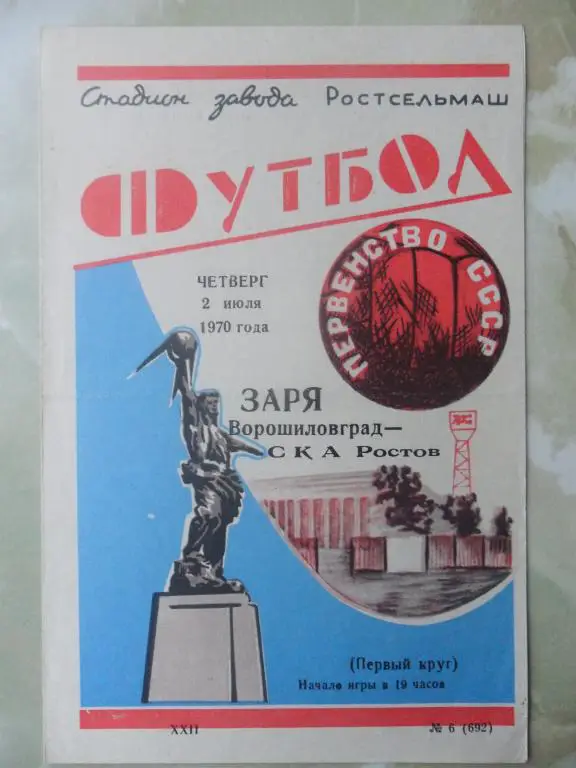 Стадион завода Ростсельмаш
ФУТБОЛ
ПЕРВЕНСТВО СССР
ЧЕТВЕРГ
2 июля
1970 года
ЗАРЯ
Ворошиловград—
СКА Ростов
(Первый круг)
Начало игры в 19 часов
XXII
№ 6 (692)